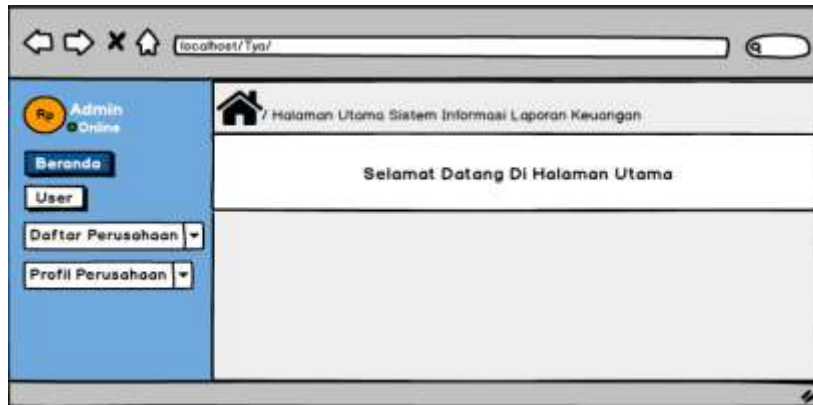 localhost/Tya/
Rp
Admin
Online
Beranda
User
Daftar Perusahaan
Profil Perusahaan
/ Halaman Utama Sistem Informasi Laporan Keuangan
Selamat Datang Di Halaman Utama